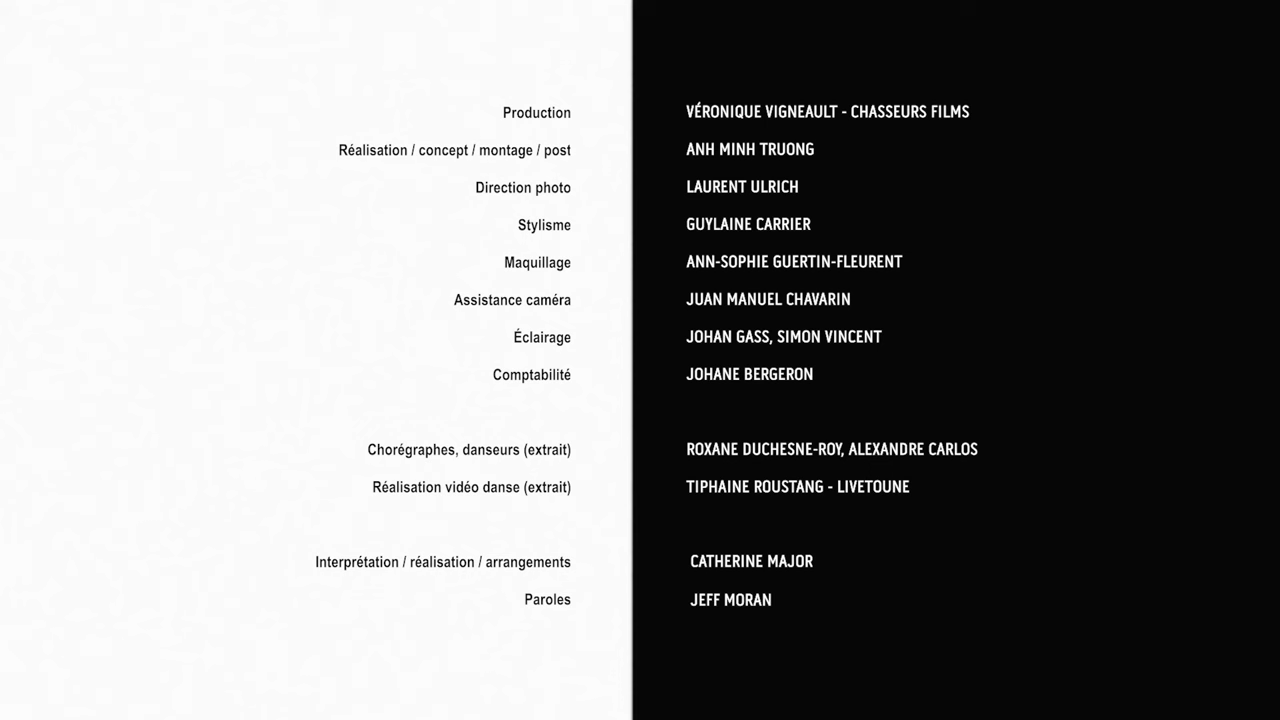 Production VÉRONIQUE VIGNEAULT - CHASSEURS FILMS
Réalisation / concept / montage / post ANH MINH TRUONG
Direction photo LAURENT ULRICH
Stylisme GUYLAINE CARRIER
Maquillage ANN-SOPHIE GUERTIN-FLEURENT
Assistance caméra JUAN MANUEL CHAVARIN
Éclairage JOHAN GASS, SIMON VINCENT
Comptabilité JOHANE BERGERON
Chorégraphes, danseurs (extrait) ROXANE DUCHESNE-ROY, ALEXANDRE CARLOS
Réalisation vidéo danse (extrait) TIPHAINE ROUSTANG - LIVETOUNE
Interprétation / réalisation / arrangements CATHERINE MAJOR
Paroles JEFF MORAN